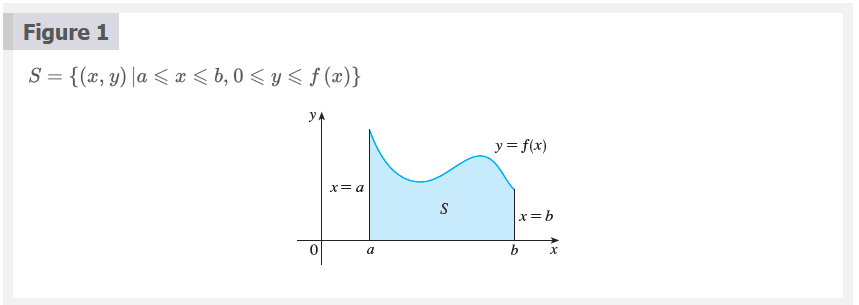 Figure 1
S = {(x, y) |a ⩽ x ⩽ b, 0 ⩽ y ⩽ f (x)}
y
y = f(x)
x = a
S
x = b
0
a
b
x